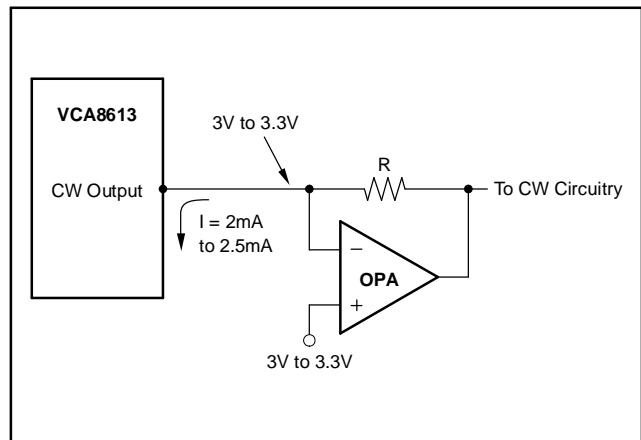 VCA8613
3V to 3.3V
R
CW Output
To CW Circuitry
I = 2mA
to 2.5mA
−
OPA
+
3V to 3.3V